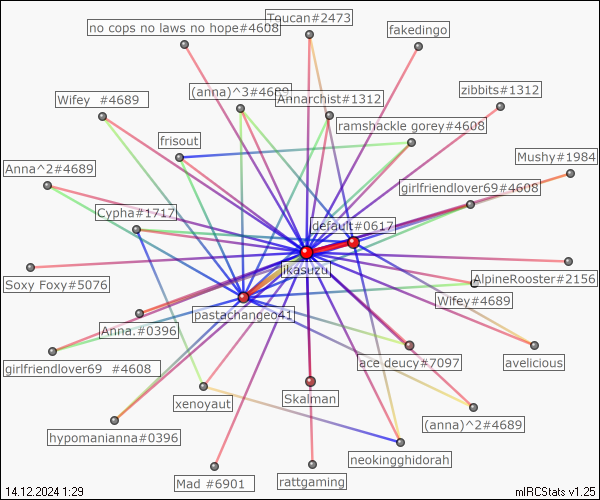 no cops no laws no hope#4608
Toucan#2473
fakedingo
Wifey  #4689
(anna)^3#4689
Annarchist#1312
zibbits#1312
frisout
ramshackle gorey#4608
Anna^2#4689
Mushy#1984
girlfriendlover69#4608
Cypha#1717
default#0617
likasuzu
Soxy Foxy#5076
AlpineRooster#2156
Wifey#4689
pastachangeo41
Anna.#0396
girlfriendlover69  #4608
ace deucy#7097
avelicious
xenoyaut
Skalman
(anna)^2#4689
hypomanianna#0396
neokingghidorah
Mad #6901
rattgaming
14.12.2024 1:29
mIRCStats v1.25